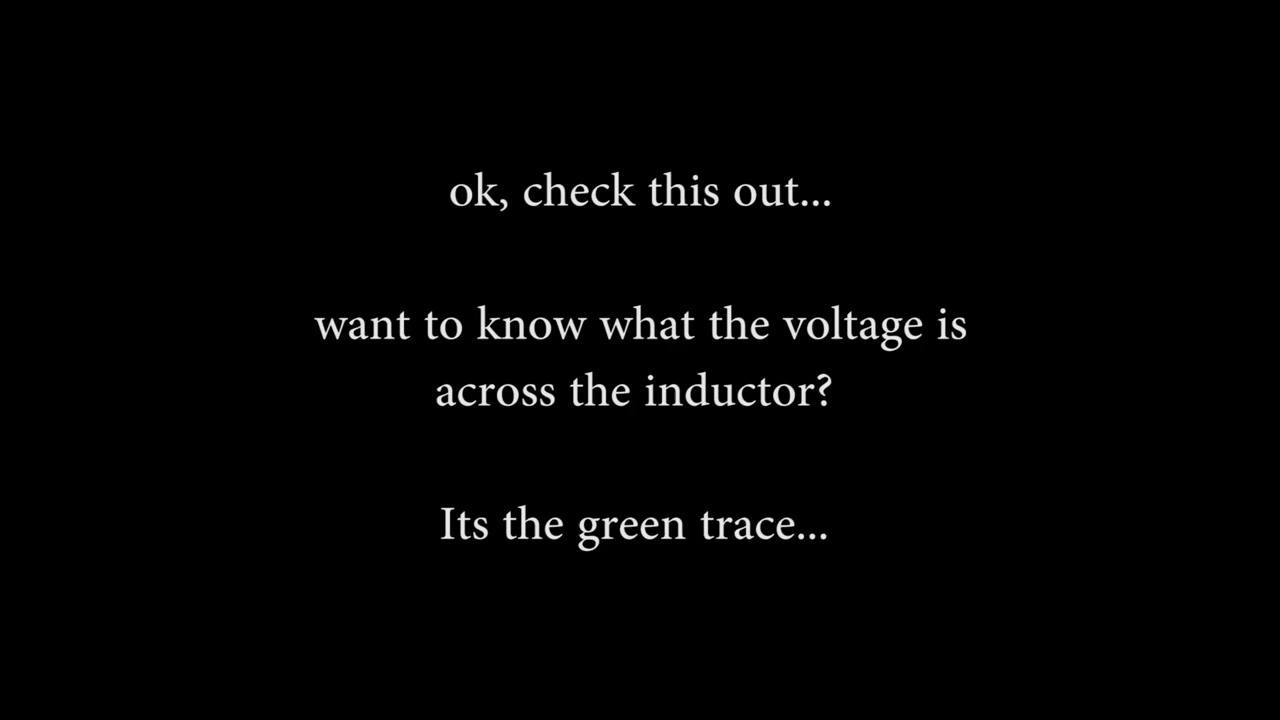 ok, check this out...
want to know what the voltage is
across the inductor?
Its the green trace...